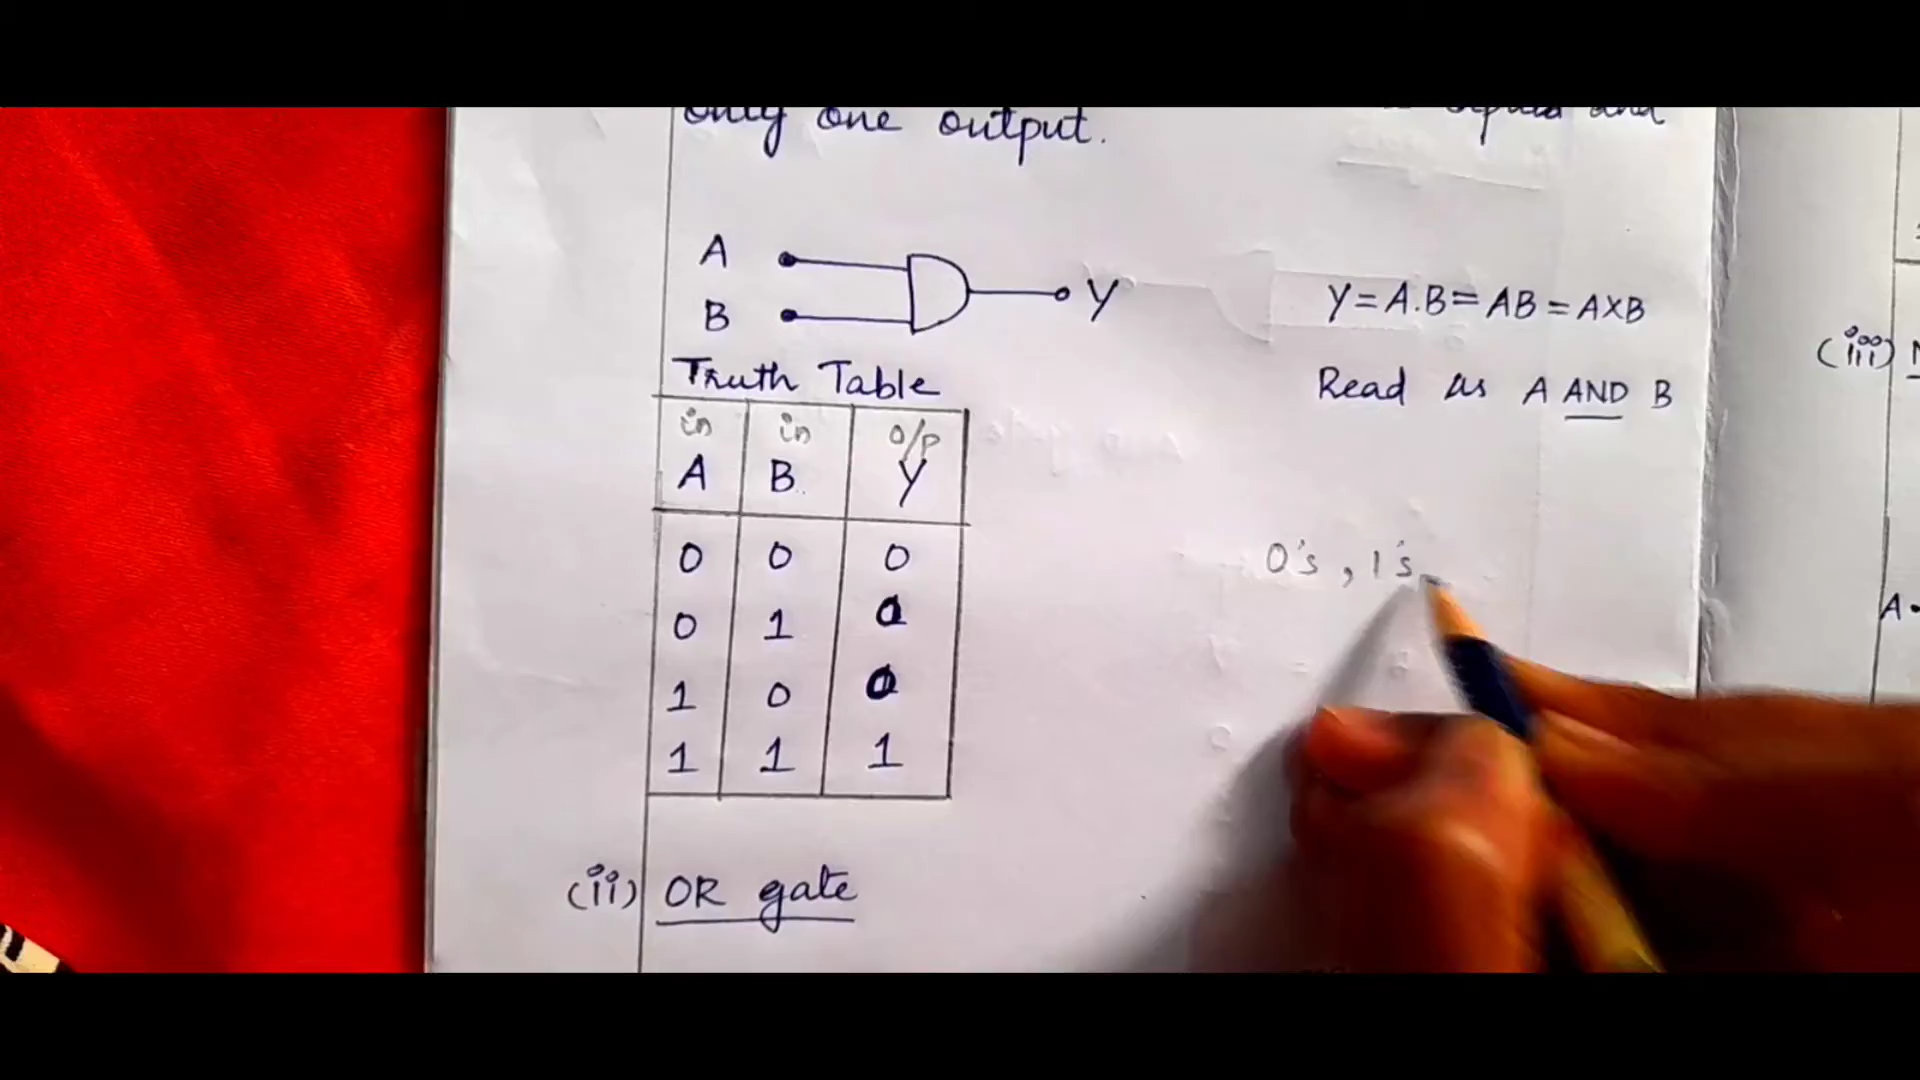 only one output. and
A
B
Y
Y = A.B = AB = A×B
Read as A AND B
Truth Table
in in o/p
A B Y
0 0 0
0 1 0
1 0 0
1 1 1
0's, 1's
(ii) OR gate
(iii)
A